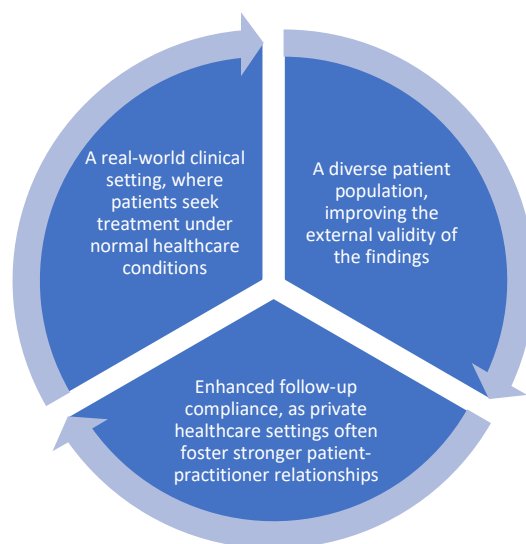 A real-world clinical
setting, where
patients seek
treatment under
normal healthcare
conditions
A diverse patient
population,
improving the
external validity of
the findings
Enhanced follow-up
compliance, as private
healthcare settings often
foster stronger patient-
practitioner relationships